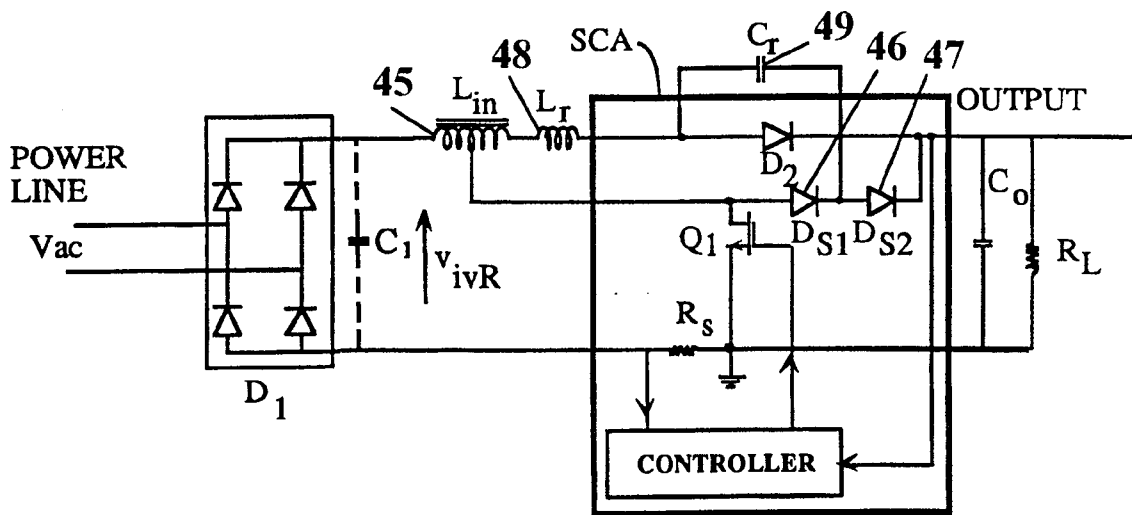 SCA
C_r
49
46
47
45
48
L_in
L_r
OUTPUT
POWER
LINE
D_2
Vac
C_1
v_ivR
Q_1
D_S1
D_S2
C_o
R_L
R_s
D_1
CONTROLLER